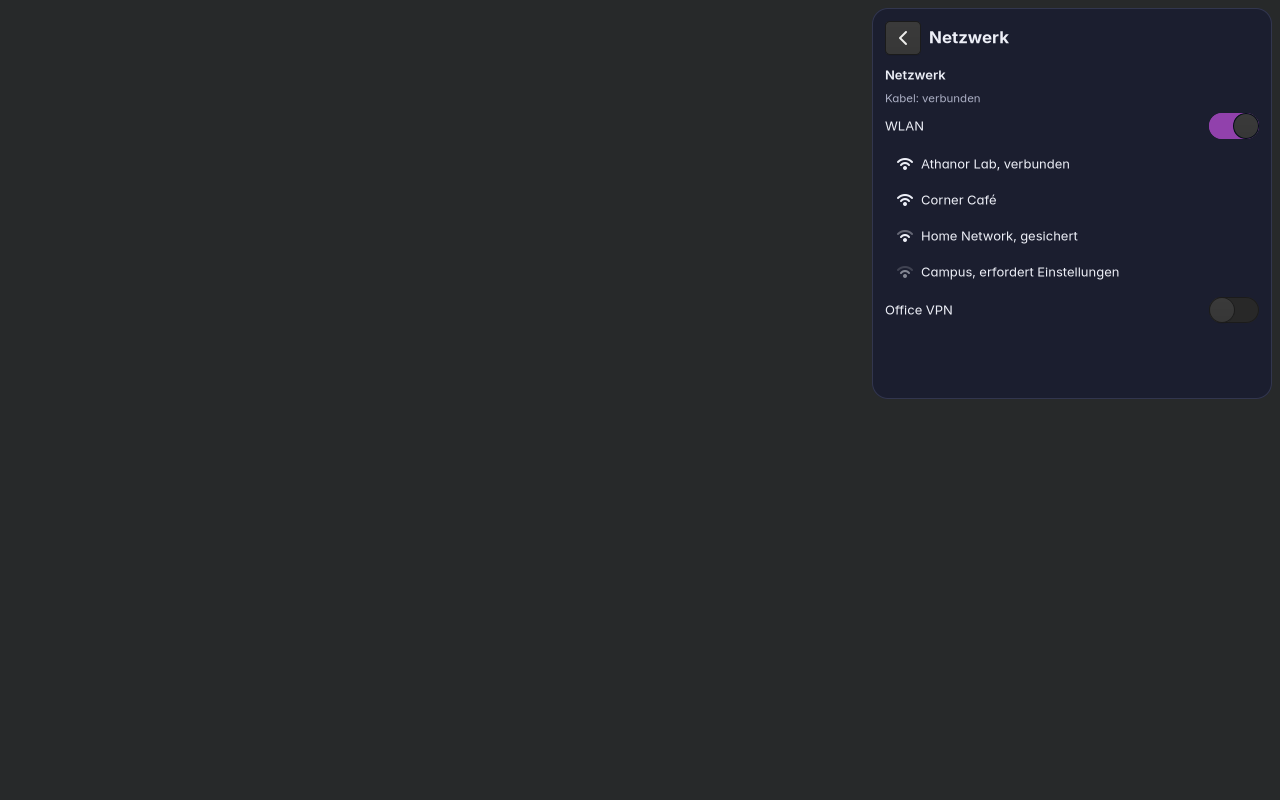 Netzwerk
Netzwerk
Kabel: verbunden
WLAN
Athanor Lab, verbunden
Corner Café
Home Network, gesichert
Campus, erfordert Einstellungen
Office VPN